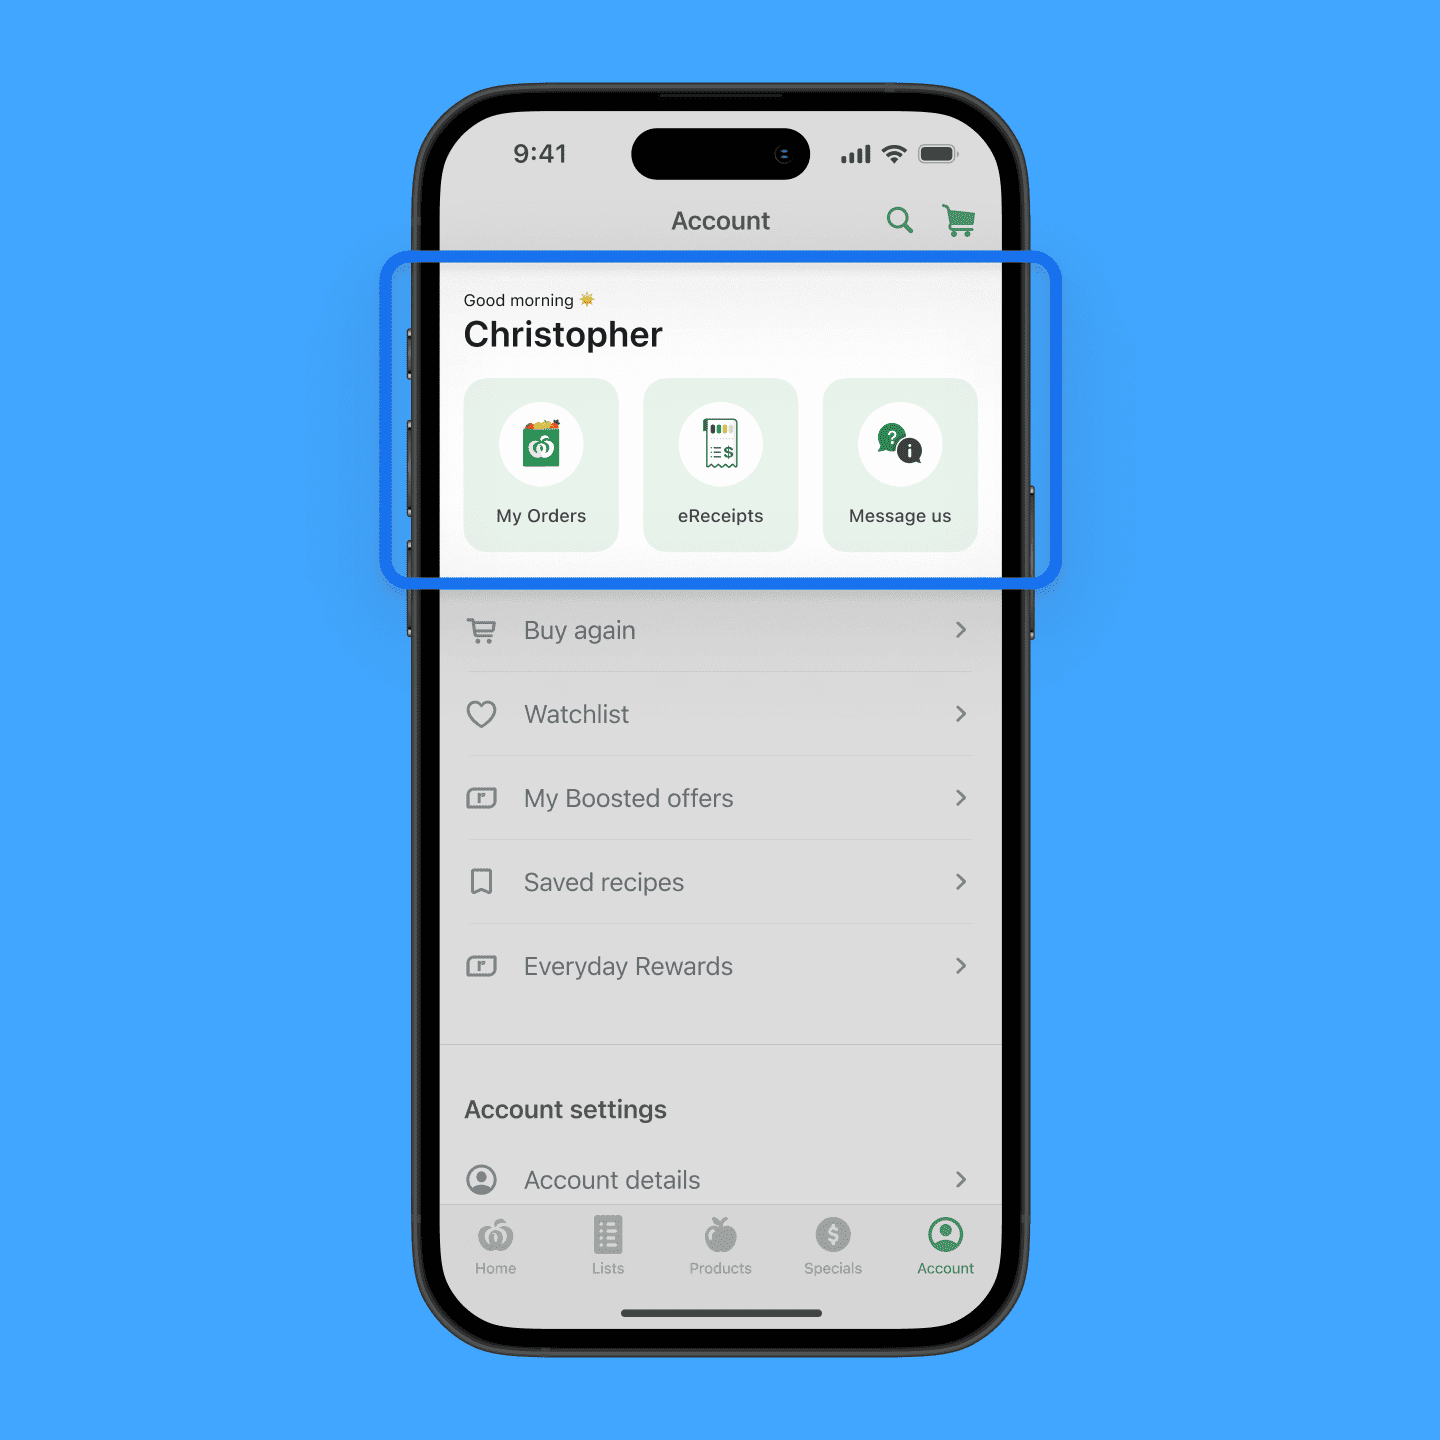 9:41
Account
Good morning
Christopher
My Orders
eReceipts
Message us
Buy again
Watchlist
My Boosted offers
Saved recipes
Everyday Rewards
Account settings
Account details
Home
Lists
Products
Specials
Account